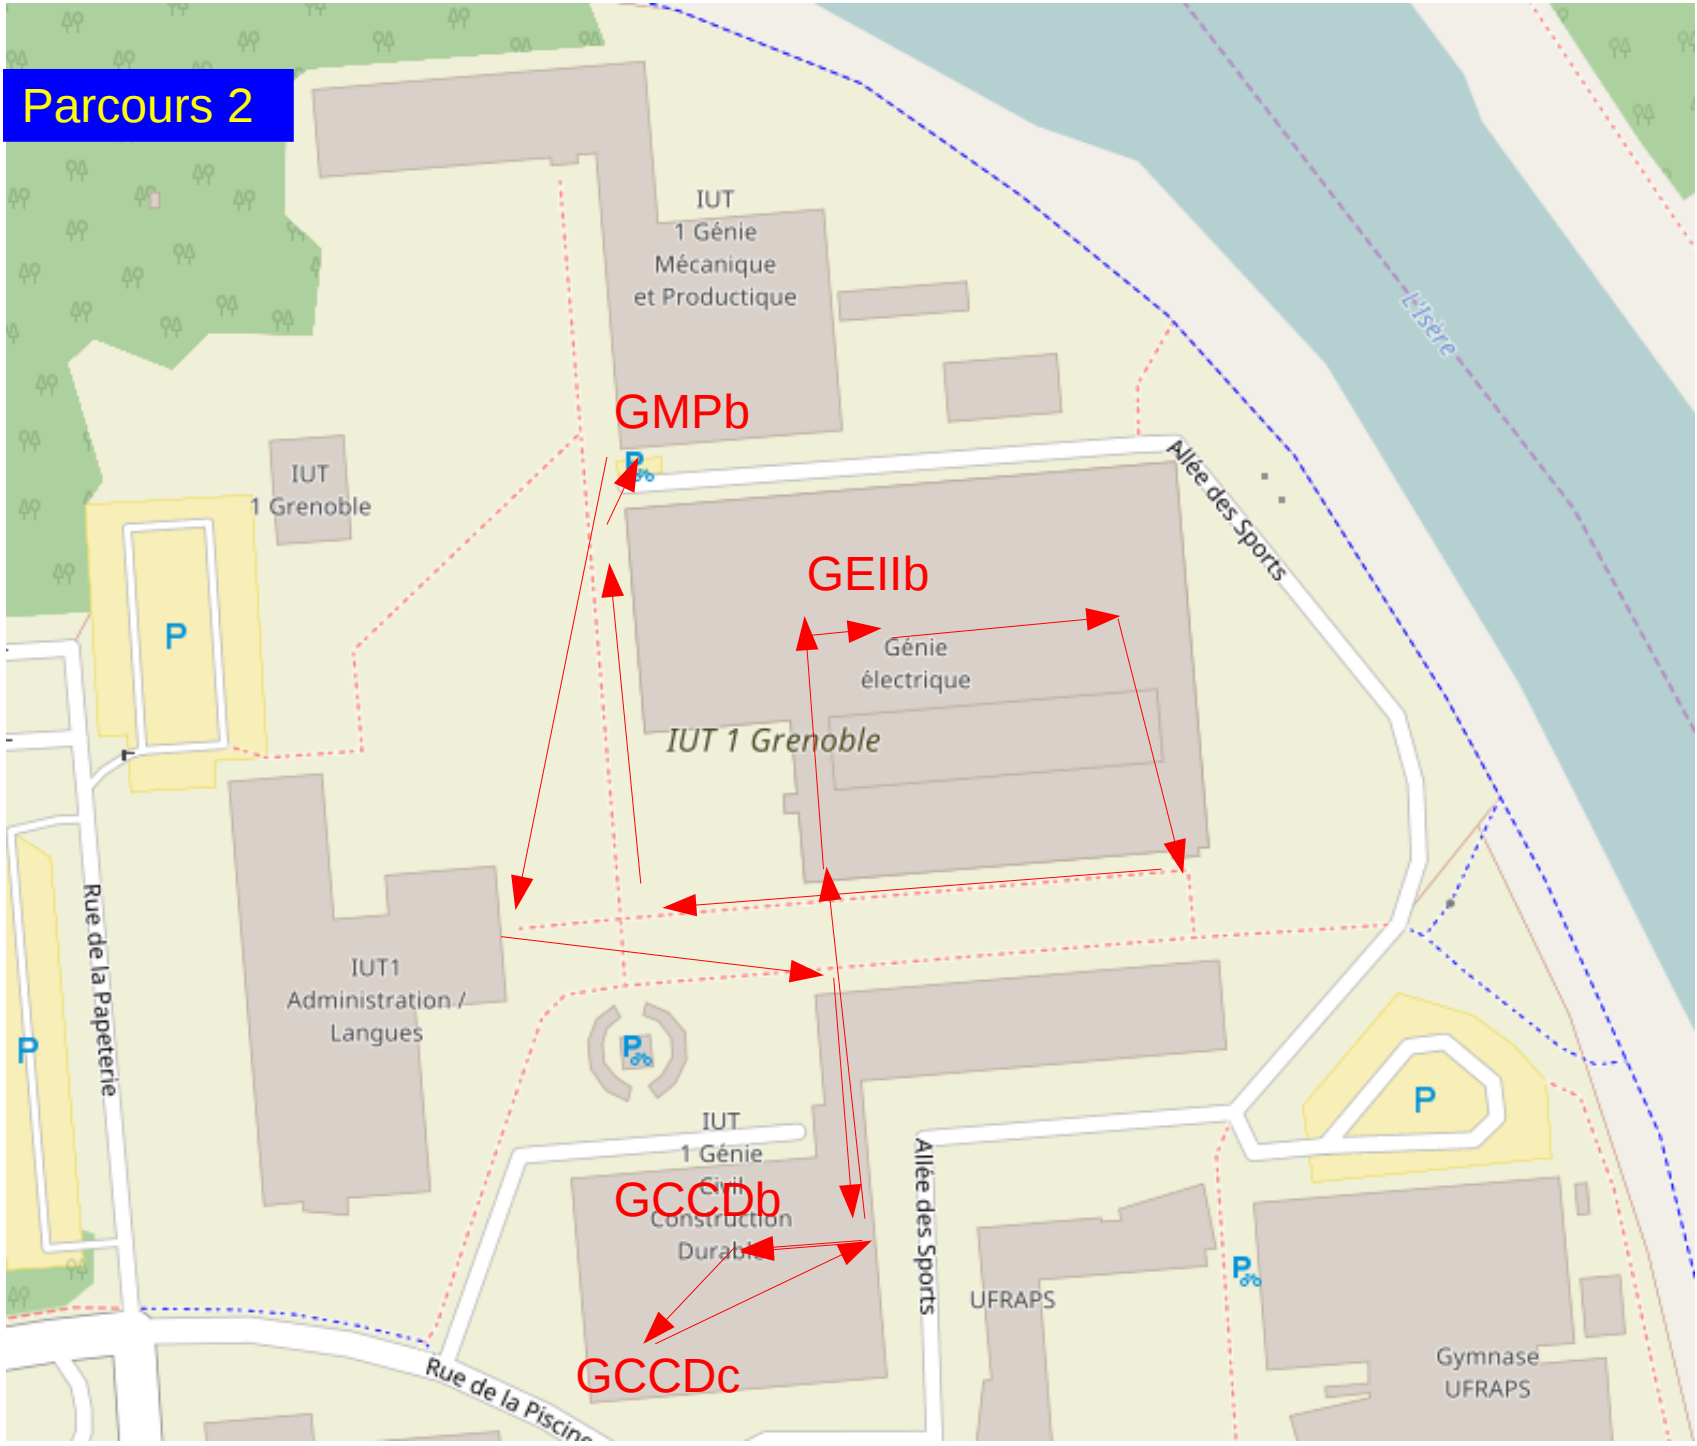 Parcours 2
IUT
1 Génie
Mécanique
et Productique
L'Isère
GMPb
P
IUT
1 Grenoble
P
Allée des Sports
GEIIb
Génie
électrique
IUT 1 Grenoble
Rue de la Papeterie
IUT1
Administration /
Langues
P
P
P
IUT
1 Génie
Civil
GCCDb
Construction
Durable
Allée des Sports
P
UFRAPS
GCCDc
Rue de la Piscine
Gymnase
UFRAPS